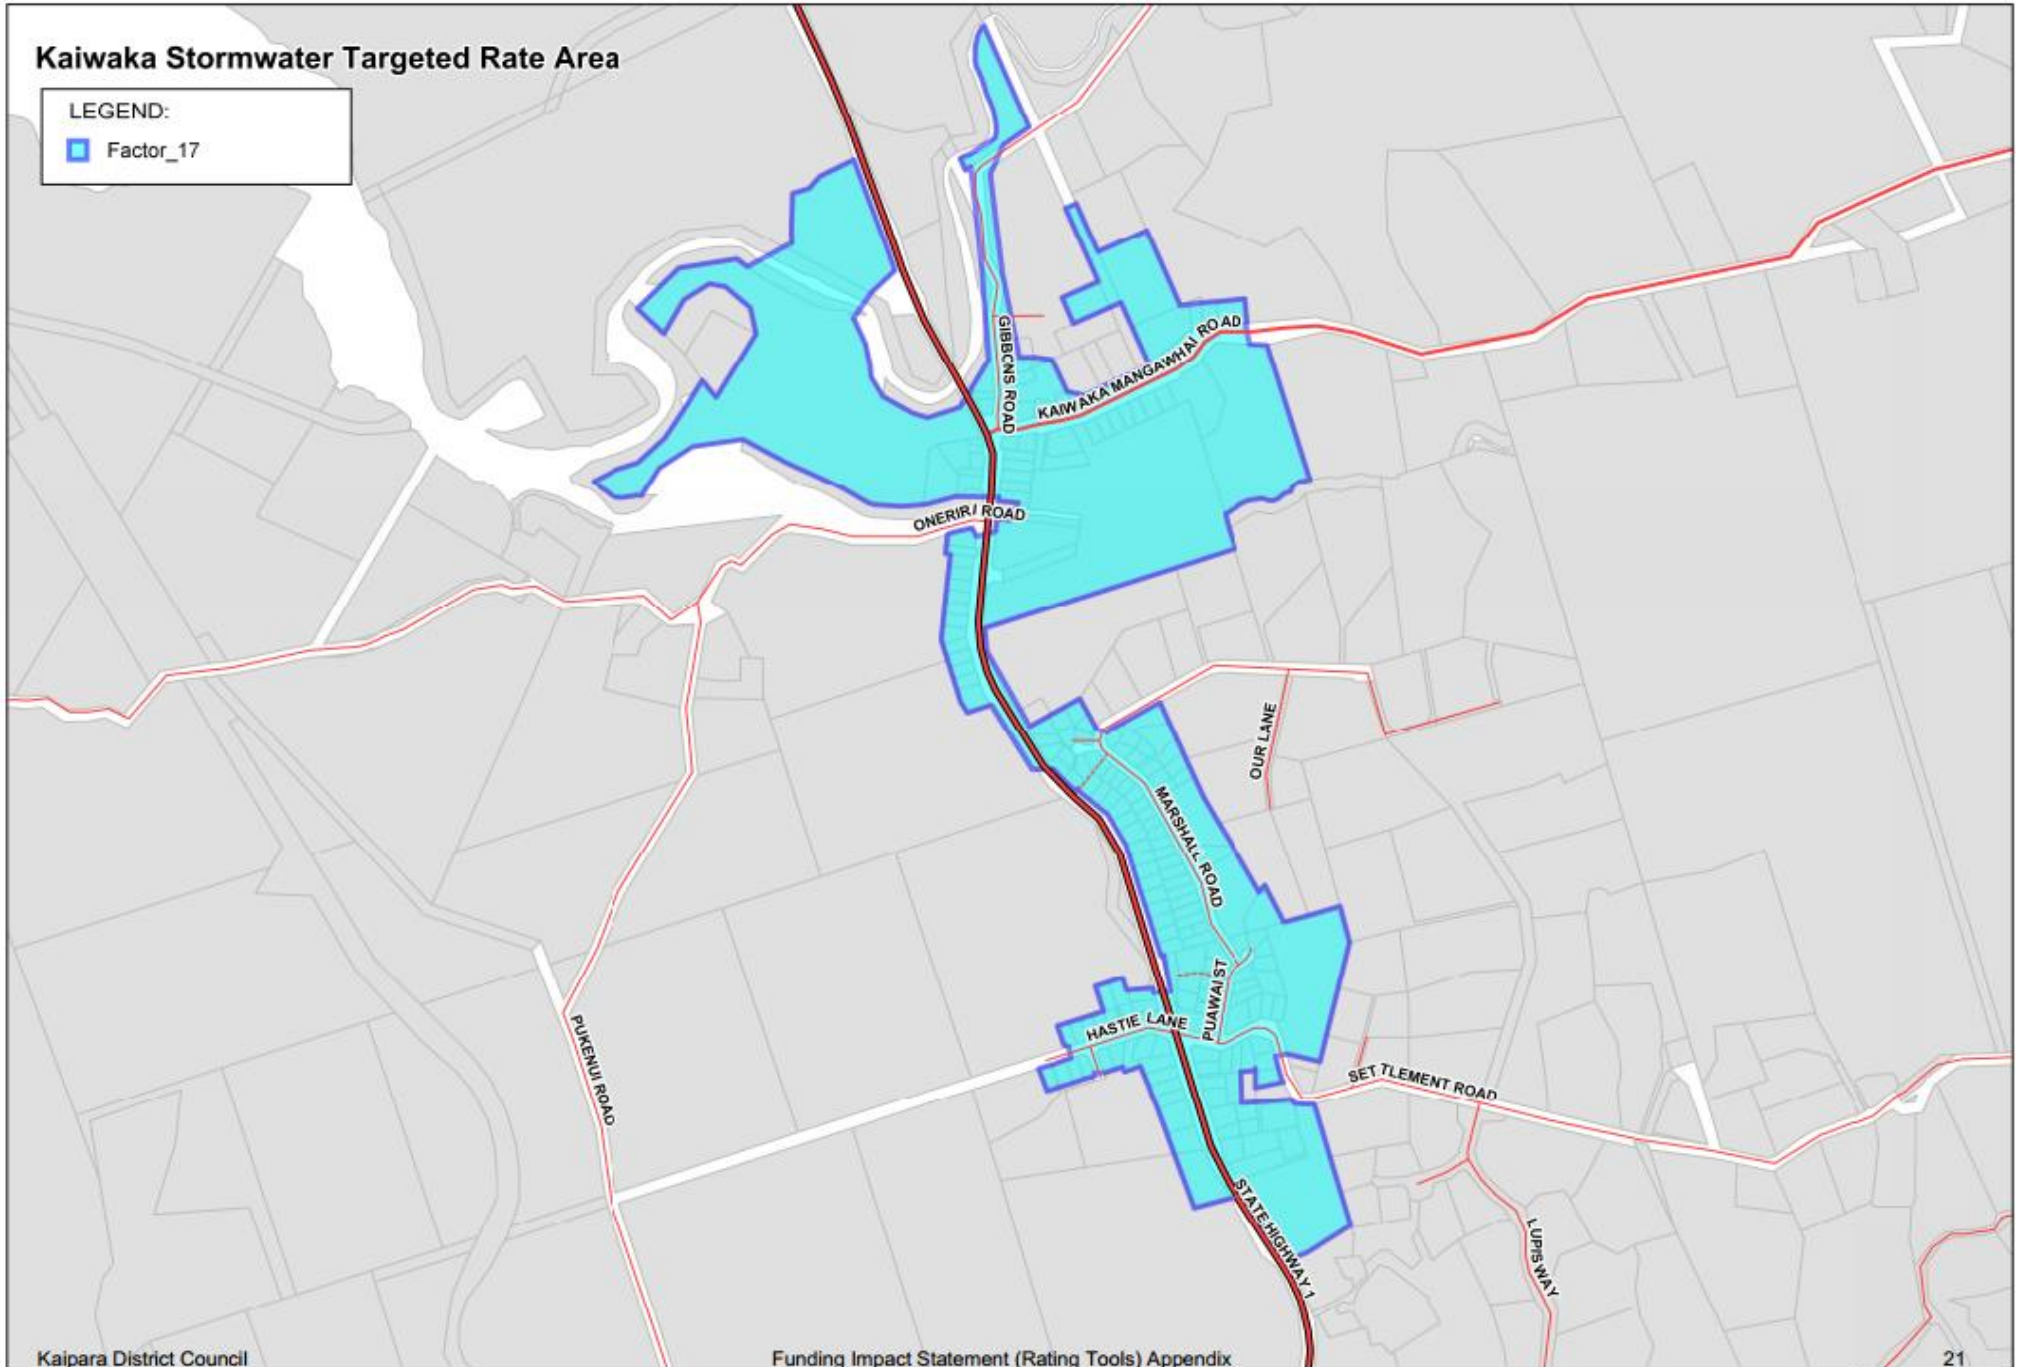 Kaiwaka Stormwater Targeted Rate Area
LEGEND:
Factor_17
GIBBONS ROAD
KAIWAKA MANGAWHAI ROAD
ONERIRI ROAD
OUR LANE
MARSHALL ROAD
PUAWAI ST
HASTIE LANE
PUKENUI ROAD
SETTLEMENT ROAD
STATE HIGHWAY 1
LUPIS WAY
Kaipara District Council
Funding Impact Statement (Rating Tools) Appendix
21